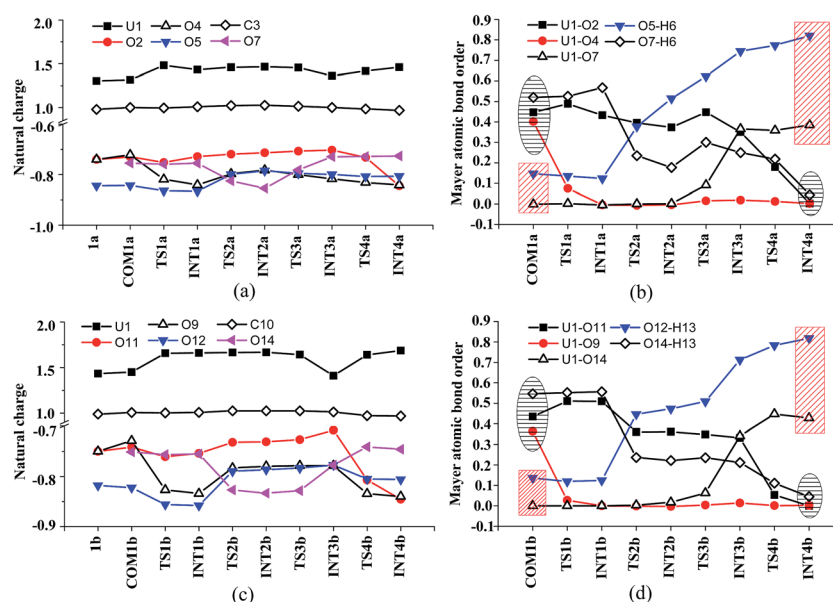 U1 O4 C3
O2 O5 O7
2.0
1.5
1.0
-0.6
-0.8
-1.0
Natural charge
1a COM1a TS1a INT1a TS2a INT2a TS3a INT3a TS4a INT4a
(a)
U1-O2 O5-H6
U1-O4 O7-H6
U1-O7
0.9
0.8
0.7
0.6
0.5
0.4
0.3
0.2
0.1
0.0
-0.1
Mayer atomic bond order
COM1a TS1a INT1a TS2a INT2a TS3a INT3a TS4a INT4a
(b)
U1 O9 C10
O11 O12 O14
2.0
1.5
1.0
-0.7
-0.8
-0.9
Natural charge
1b COM1b TS1b INT1b TS2b INT2b TS3b INT3b TS4b INT4b
(c)
U1-O11 O12-H13
U1-O9 O14-H13
U1-O14
0.9
0.8
0.7
0.6
0.5
0.4
0.3
0.2
0.1
0.0
-0.1
Mayer atomic bond order
COM1b TS1b INT1b TS2b INT2b TS3b INT3b TS4b INT4b
(d)